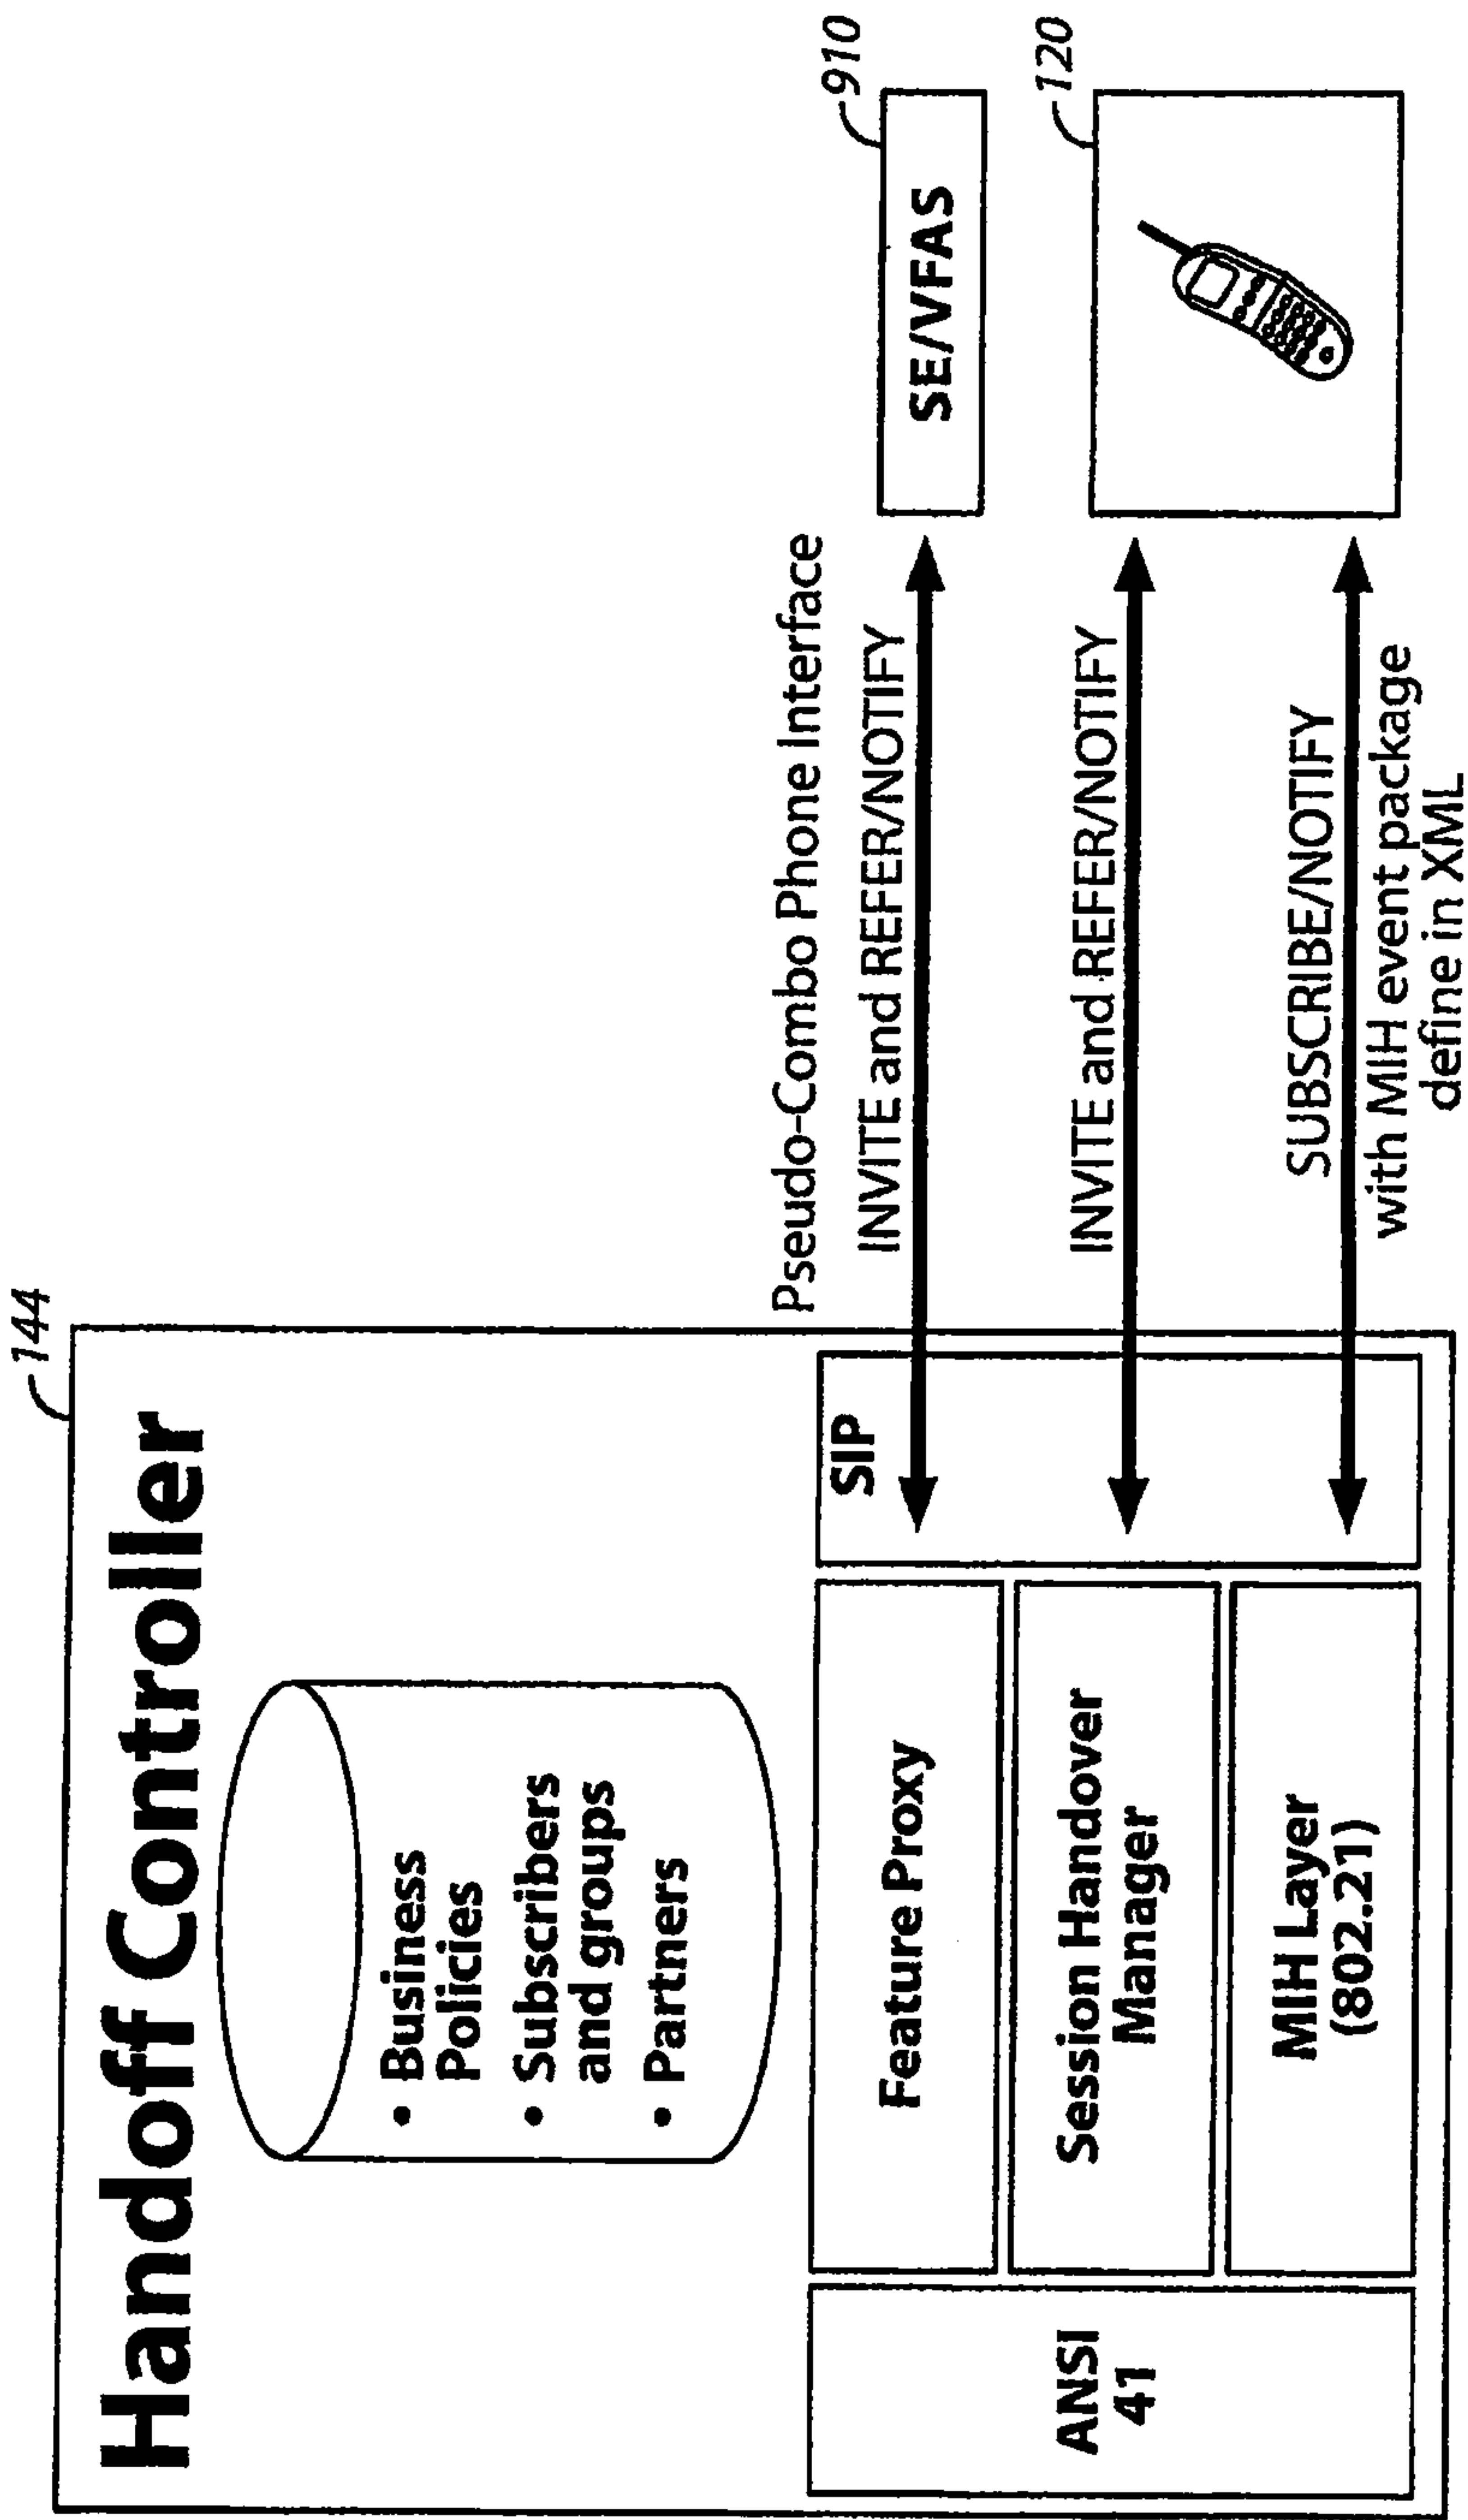 144
Handoff Controller
• Business
Policies
• Subscribers
and groups
• Partners
ANSI
41
Feature Proxy
Session Handover
Manager
MIH Layer
(802.21)
SIP
Pseudo-Combo Phone Interface
INVITE and REFER/NOTIFY
INVITE and REFER/NOTIFY
SUBSCRIBE/NOTIFY
with MIH event package
define in XML
910
SE/VFAS
120